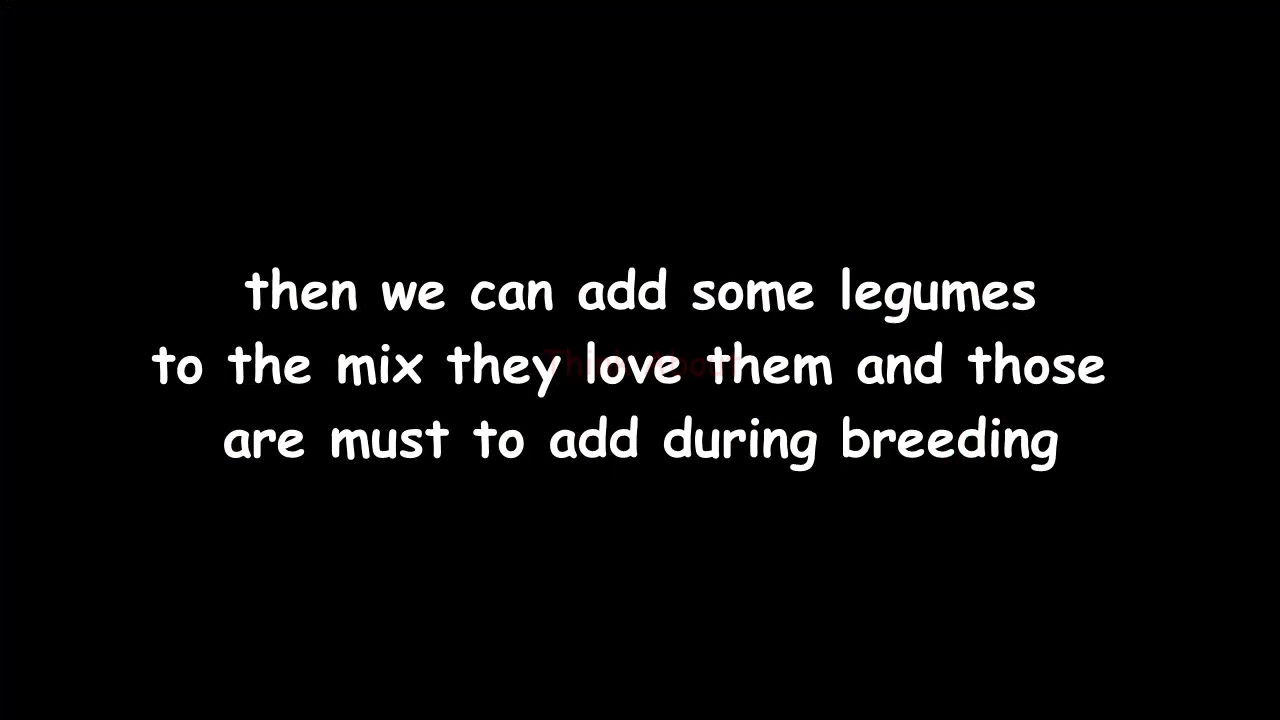 then we can add some legumes
to the mix they love them and those
are must to add during breeding